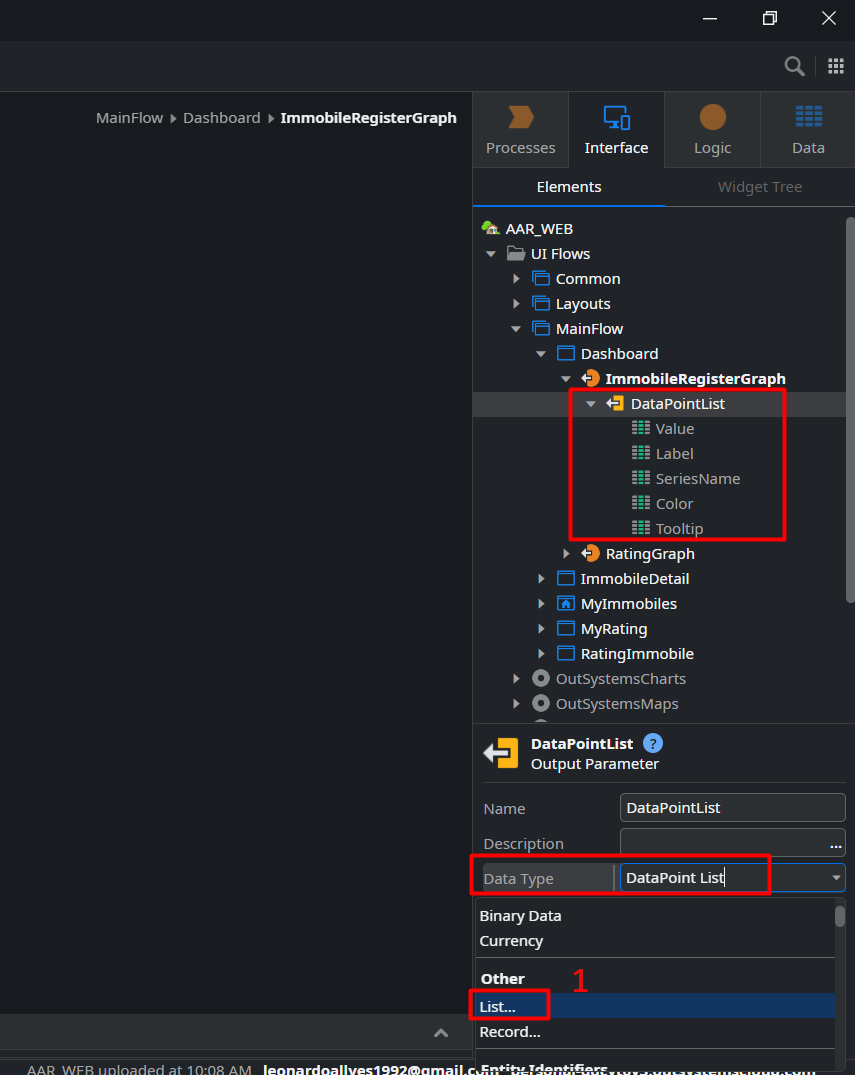 MainFlow Dashboard ImmobileRegisterGraph
Processes Interface Logic Data
Elements Widget Tree
AAR_WEB
UI Flows
Common
Layouts
MainFlow
Dashboard
ImmobileRegisterGraph
DataPointList
Value
Label
SeriesName
Color
Tooltip
RatingGraph
ImmobileDetail
MyImmobiles
MyRating
RatingImmobile
OutSystemsCharts
OutSystemsMaps
DataPointList ?
Output Parameter
Name DataPointList
Description ...
Data Type DataPoint List
Binary Data
Currency
Other 1
List...
Record...
Entity Identifiers
AAR_WEB uploaded at 10:08 AM leonardoallves1992@gmail.com